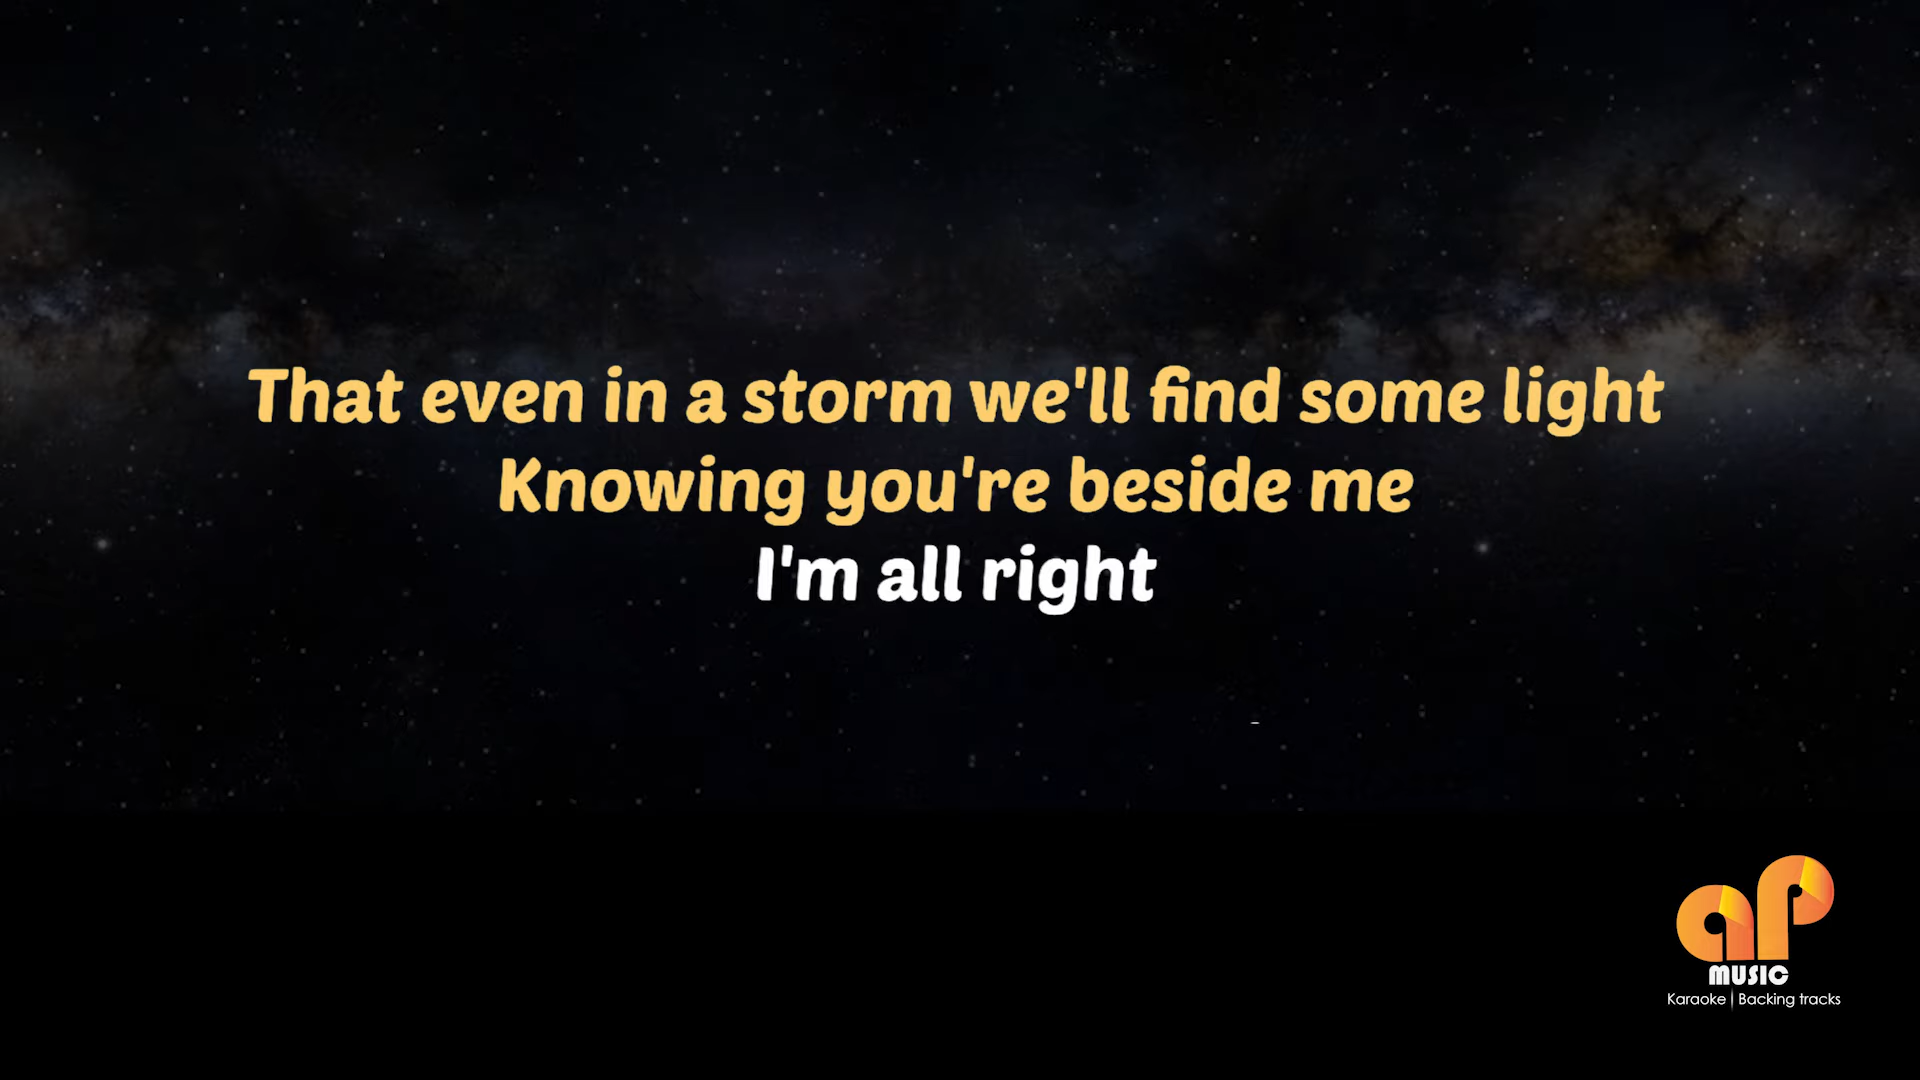 That even in a storm we'll find some light
Knowing you're beside me
I'm all right
aP
MUSIC
Karaoke | Backing tracks